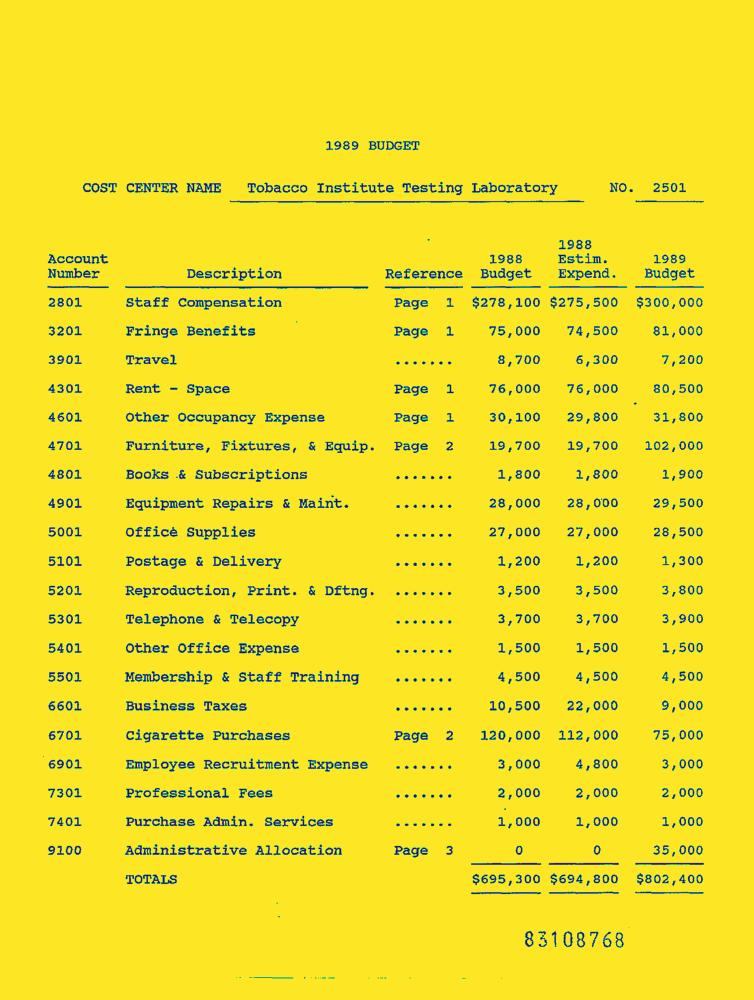 1989 BUDGET
COST CENTER NAME Tobacco Institute Testing Laboratory NO. 2501
1988
Account 1988 Estim. 1989
Number Description Reference Budget Expend. Budget
2801 Staff Compensation Page 1 $278,100 $275,500 $300,000
3201 Fringe Benefits Page 1 75,000 74,500 81,000
3901 Travel ....... 8,700 6,300 7,200
4301 Rent - Space Page 1 76,000 76,000 80,500
4601 Other Occupancy Expense Page 1 30,100 29,800 31,800
4701 Furniture, Fixtures, & Equip. Page 2 19,700 19,700 102,000
4801 Books & Subscriptions ....... 1,800 1,800 1,900
4901 Equipment Repairs & Maint. ....... 28,000 28,000 29,500
5001 Office Supplies ....... 27,000 27,000 28,500
5101 Postage & Delivery ....... 1,200 1,200 1,300
5201 Reproduction, Print. & Dftng. ....... 3,500 3,500 3,800
5301 Telephone & Telecopy ....... 3,700 3,700 3,900
5401 Other Office Expense ....... 1,500 1,500 1,500
5501 Membership & Staff Training ....... 4,500 4,500 4,500
6601 Business Taxes ....... 10,500 22,000 9,000
6701 Cigarette Purchases Page 2 120,000 112,000 75,000
6901 Employee Recruitment Expense ....... 3,000 4,800 3,000
7301 Professional Fees ....... 2,000 2,000 2,000
7401 Purchase Admin. Services ....... 1,000 1,000 1,000
9100 Administrative Allocation Page 3 0 0 35,000
TOTALS $695,300 $694,800 $802,400
83108768